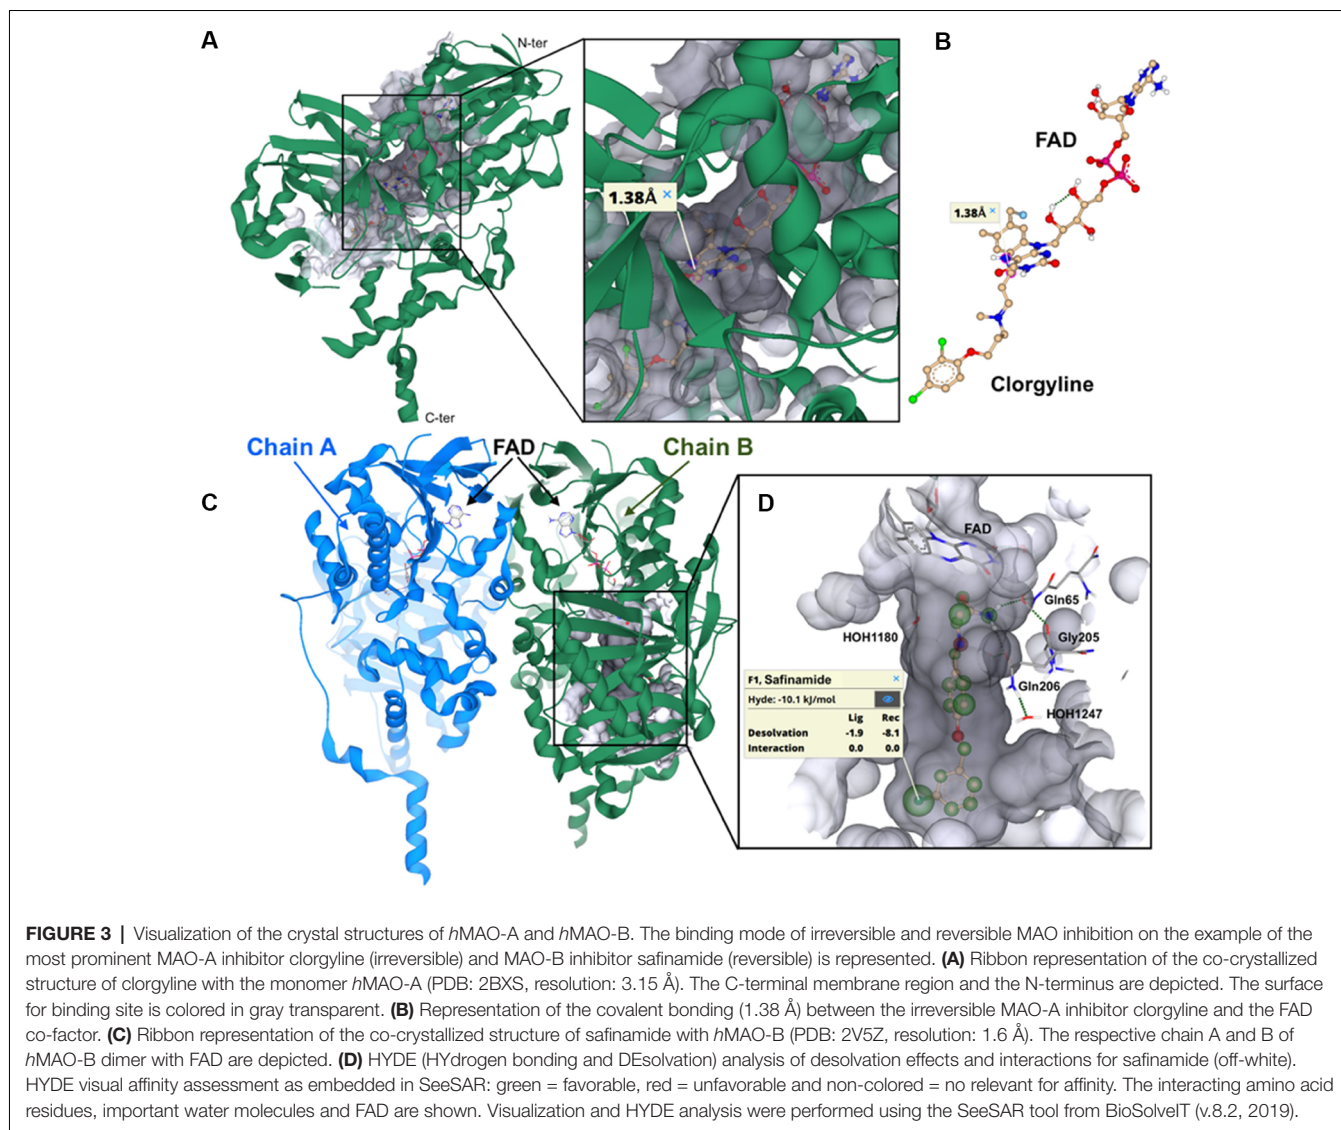 A
N-ter
B
FAD
1.38Å ×
1.38Å ×
Clorgyline
C-ter
Chain A
FAD
Chain B
C
D
FAD
Gln65
HOH1180
Gly205
F1, Safinamide ×
Gln206
Hyde: -10.1 kJ/mol
HOH1247
Lig Rec
Desolvation -1.9 -8.1
Interaction 0.0 0.0
FIGURE 3 | Visualization of the crystal structures of hMAO-A and hMAO-B. The binding mode of irreversible and reversible MAO inhibition on the example of the
most prominent MAO-A inhibitor clorgyline (irreversible) and MAO-B inhibitor safinamide (reversible) is represented. (A) Ribbon representation of the co-crystallized
structure of clorgyline with the monomer hMAO-A (PDB: 2BXS, resolution: 3.15 Å). The C-terminal membrane region and the N-terminus are depicted. The surface
for binding site is colored in gray transparent. (B) Representation of the covalent bonding (1.38 Å) between the irreversible MAO-A inhibitor clorgyline and the FAD
co-factor. (C) Ribbon representation of the co-crystallized structure of safinamide with hMAO-B (PDB: 2V5Z, resolution: 1.6 Å). The respective chain A and B of
hMAO-B dimer with FAD are depicted. (D) HYDE (HYdrogen bonding and DEsolvation) analysis of desolvation effects and interactions for safinamide (off-white).
HYDE visual affinity assessment as embedded in SeeSAR: green = favorable, red = unfavorable and non-colored = no relevant for affinity. The interacting amino acid
residues, important water molecules and FAD are shown. Visualization and HYDE analysis were performed using the SeeSAR tool from BioSolveIT (v.8.2, 2019).